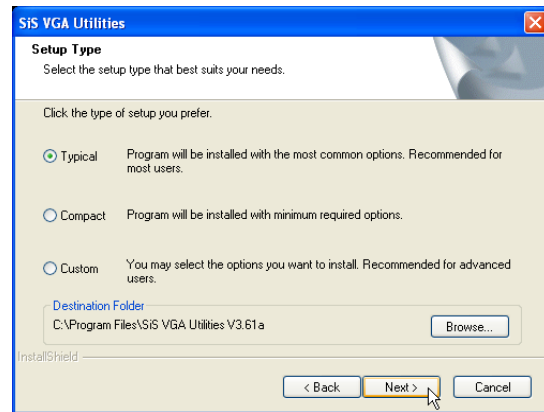 SiS VGA Utilities
Setup Type
Select the setup type that best suits your needs.
Click the type of setup you prefer.
Typical Program will be installed with the most common options. Recommended for
most users.
Compact Program will be installed with minimum required options.
Custom You may select the options you want to install. Recommended for advanced
users.
Destination Folder
C:\Program Files\SiS VGA Utilities V3.61a
Browse...
InstallShield
< Back Next > Cancel